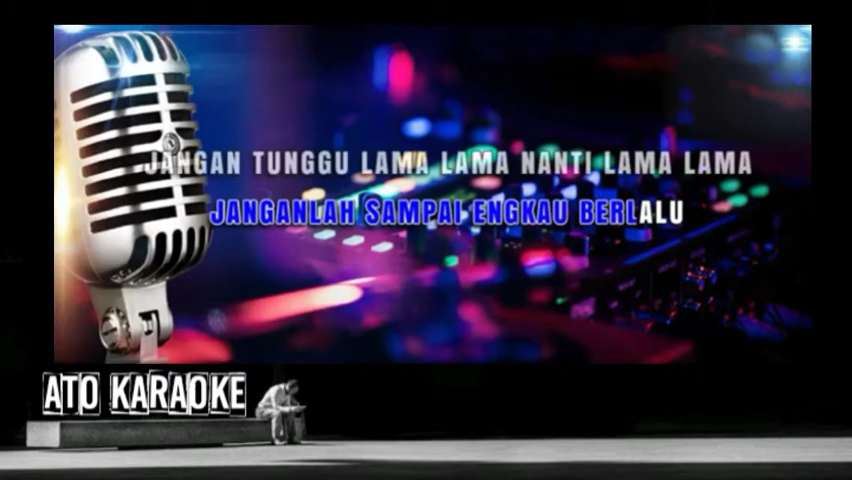 JANGAN TUNGGU LAMA LAMA NANTI LAMA LAMA
JANGANLAH SAMPAI ENGKAU BERLALU
ATO KARAOKE